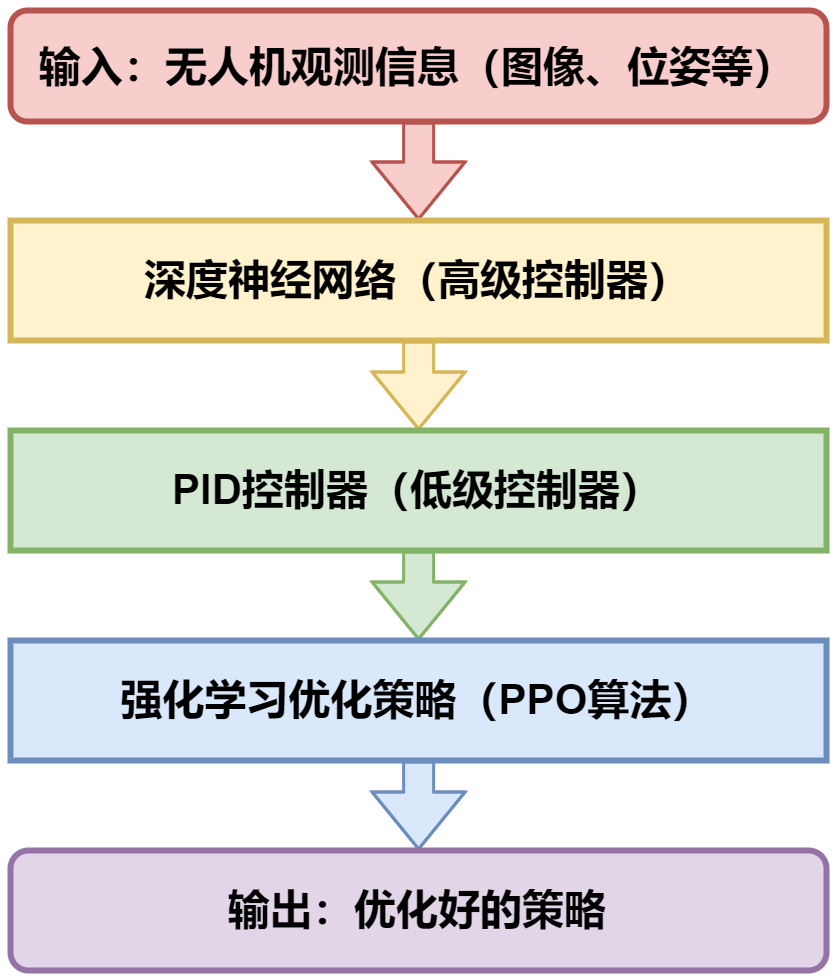 输入：无人机观测信息（图像、位姿等）
深度神经网络（高级控制器）
PID控制器（低级控制器）
强化学习优化策略（PPO算法）
输出：优化好的策略